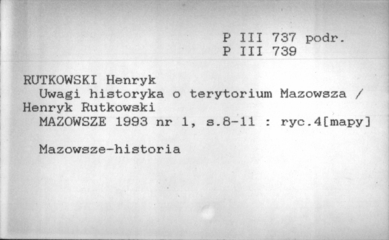 P III 737 podr.
P III 739
RUTKOWSKI Henryk
Uwagi historyka o terytorium Mazowsza /
Henryk Rutkowski
MAZOWSZE 1993 nr 1, s.8-11 : ryc.4[mapy]
Mazowsze-historia